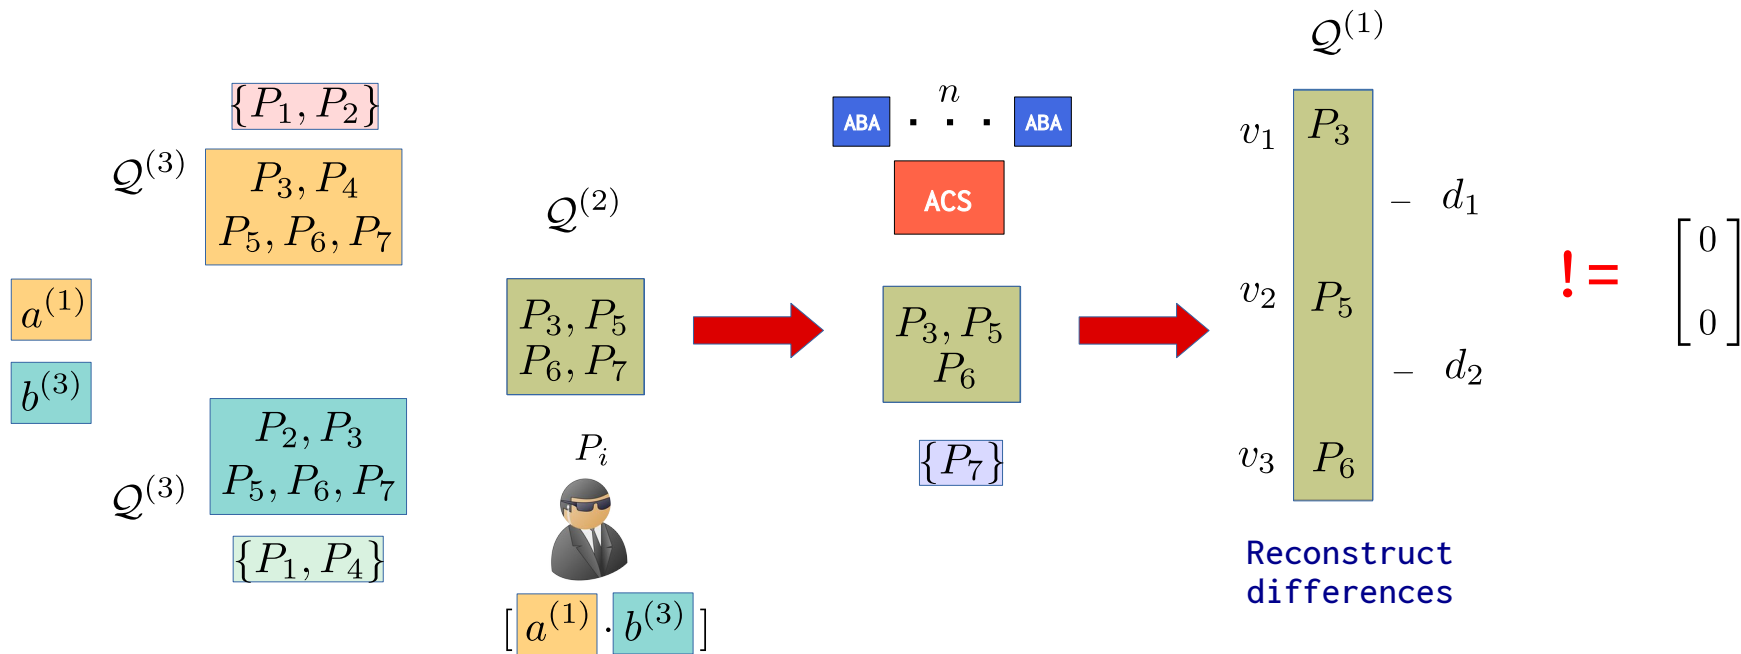 {P₁, P₂}
𝒬⁽³⁾
P₃, P₄
P₅, P₆, P₇
a⁽¹⁾
b⁽³⁾
P₂, P₃
P₅, P₆, P₇
𝒬⁽³⁾
{P₁, P₄}
𝒬⁽²⁾
P₃, P₅
P₆, P₇
Pᵢ
[ a⁽¹⁾ · b⁽³⁾ ]
n
ABA · · · ABA
ACS
P₃, P₅
P₆
{P₇}
𝒬⁽¹⁾
v₁ P₃
– d₁
v₂ P₅
– d₂
v₃ P₆
Reconstruct
differences
!=
[ 0
0 ]